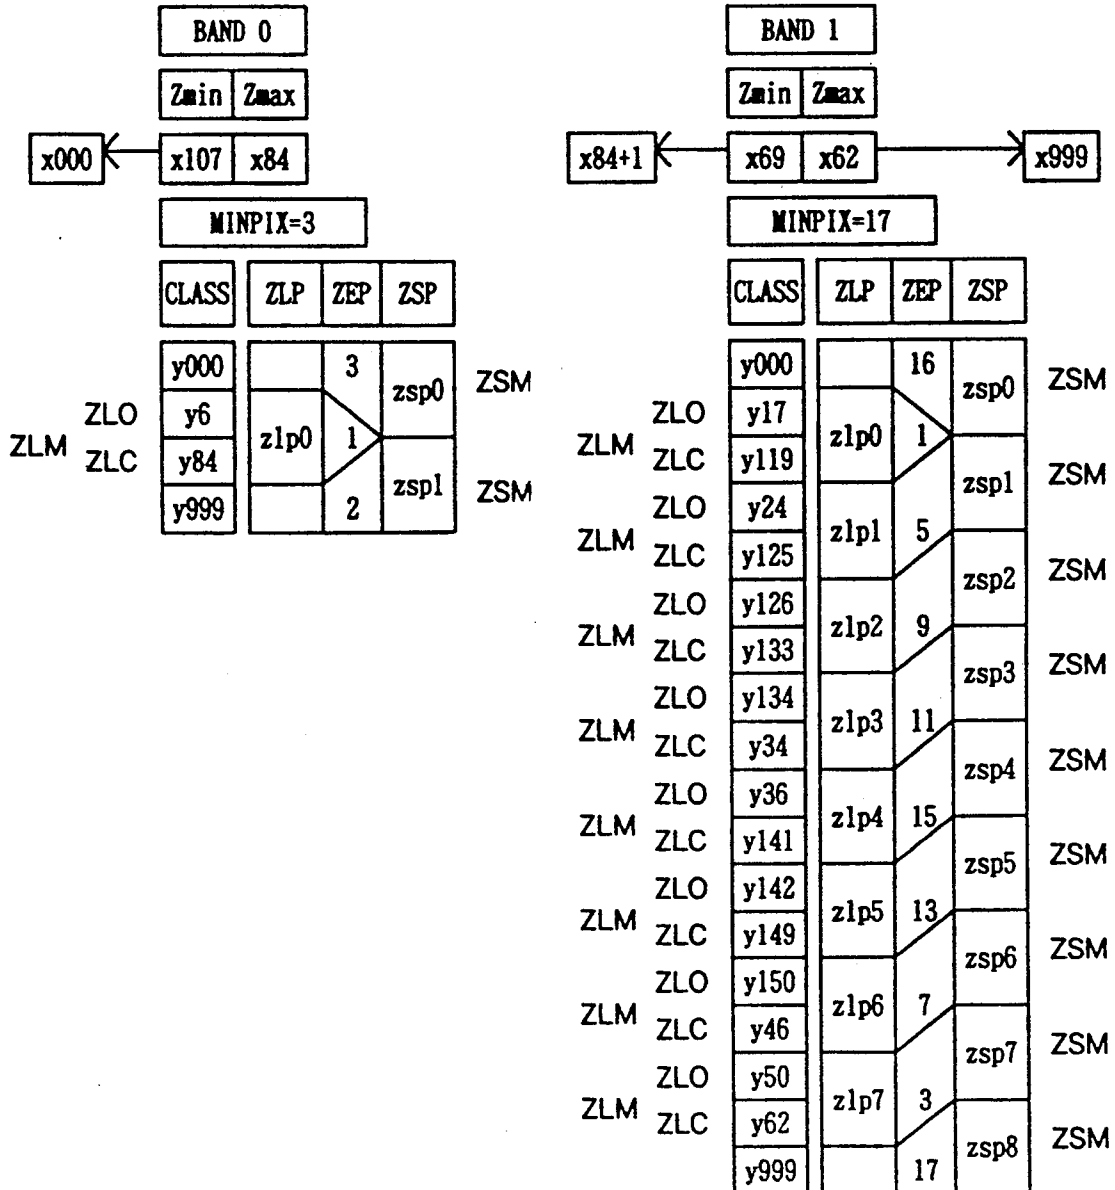 BAND 0
Zmin Zmax
x000 x107 x84
MINPIX=3
CLASS ZLP ZEP ZSP
y000 3 zsp0 ZSM
ZLO y6
ZLM zlp0 1
ZLC y84
zsp1 ZSM
y999 2
BAND 1
Zmin Zmax
x84+1 x69 x62 x999
MINPIX=17
CLASS ZLP ZEP ZSP
y000 16 zsp0 ZSM
ZLO y17
ZLM zlp0 1
ZLC y119
zsp1 ZSM
ZLO y24
ZLM zlp1 5
ZLC y125
zsp2 ZSM
ZLO y126
ZLM zlp2 9
ZLC y133
zsp3 ZSM
ZLO y134
ZLM zlp3 11
ZLC y34
zsp4 ZSM
ZLO y36
ZLM zlp4 15
ZLC y141
zsp5 ZSM
ZLO y142
ZLM zlp5 13
ZLC y149
zsp6 ZSM
ZLO y150
ZLM zlp6 7
ZLC y46
zsp7 ZSM
ZLO y50
ZLM zlp7 3
ZLC y62
zsp8 ZSM
y999 17